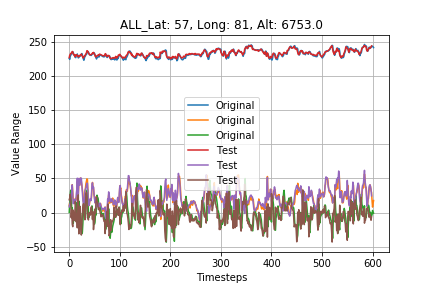 ALL_Lat: 57, Long: 81, Alt: 6753.0
250
200
150
100
50
0
−50
Value Range
Original
Original
Original
Test
Test
Test
0
100
200
300
400
500
600
Timesteps